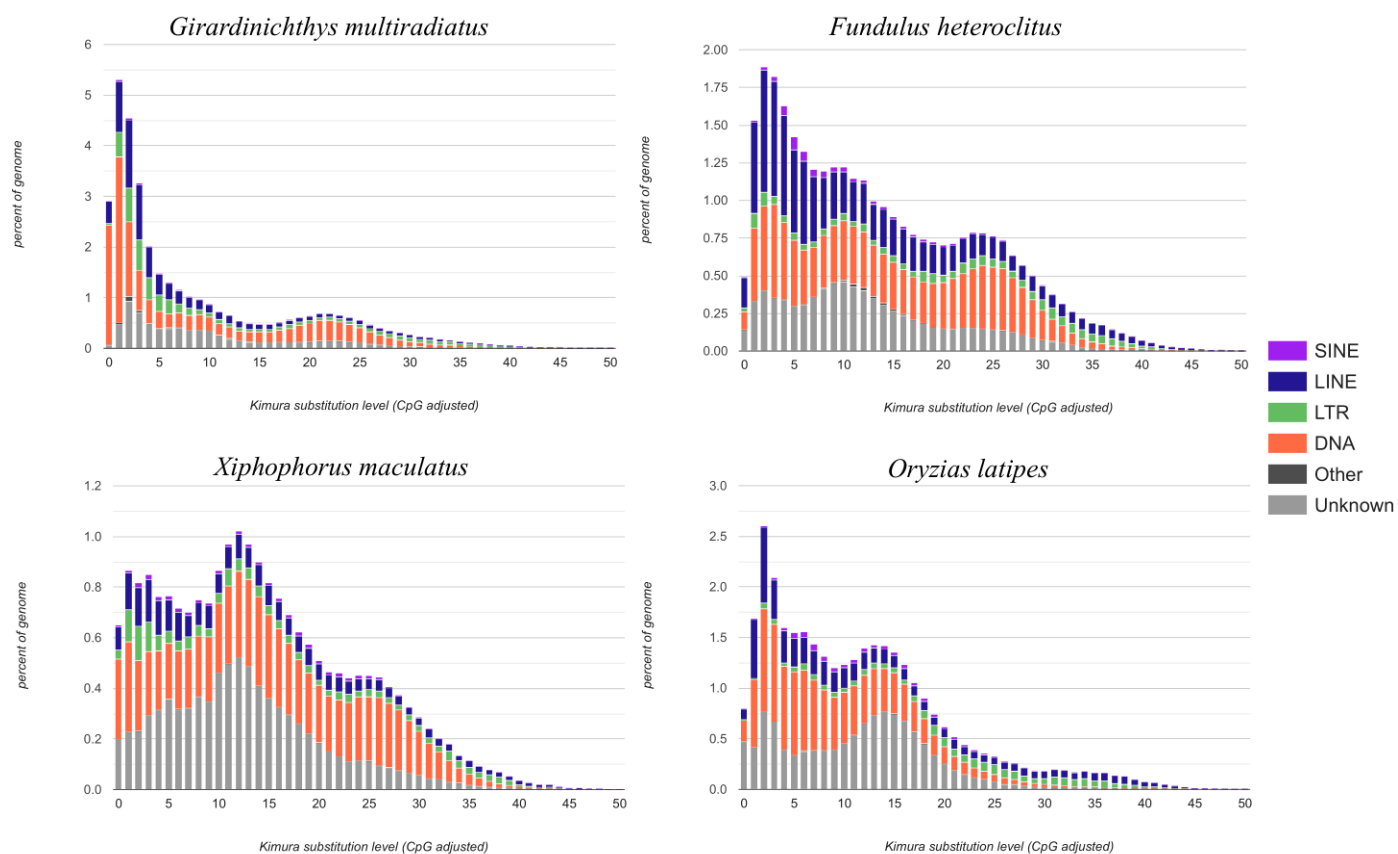 Girardinichthys multiradiatus
6
5
4
3
2
1
0
percent of genome
0 5 10 15 20 25 30 35 40 45 50
Kimura substitution level (CpG adjusted)
Fundulus heteroclitus
2.00
1.75
1.50
1.25
1.00
0.75
0.50
0.25
0.00
percent of genome
0 5 10 15 20 25 30 35 40 45 50
Kimura substitution level (CpG adjusted)
Xiphophorus maculatus
1.2
1.0
0.8
0.6
0.4
0.2
0.0
percent of genome
0 5 10 15 20 25 30 35 40 45 50
Kimura substitution level (CpG adjusted)
Oryzias latipes
3.0
2.5
2.0
1.5
1.0
0.5
0.0
percent of genome
0 5 10 15 20 25 30 35 40 45 50
Kimura substitution level (CpG adjusted)
SINE
LINE
LTR
DNA
Other
Unknown